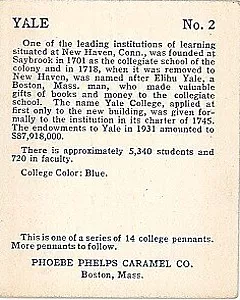 YALE No. 2
One of the leading institutions of learning
situated at New Haven, Conn., was founded at
Saybrook in 1701 as the collegiate school of the
colony and in 1718, when it was removed to
New Haven, was named after Elihu Yale, a
Boston, Mass. man, who made valuable
gifts of books and money to the collegiate
school. The name Yale College, applied at
first only to the new building, was given for-
mally to the institution in its charter of 1745.
The endowments to Yale in 1931 amounted to
$87,918,000.
There is approximately 5,340 students and
720 in faculty.
College Color: Blue.
This is one of a series of 14 college pennants.
More pennants to follow.
PHOEBE PHELPS CARAMEL CO.
Boston, Mass.